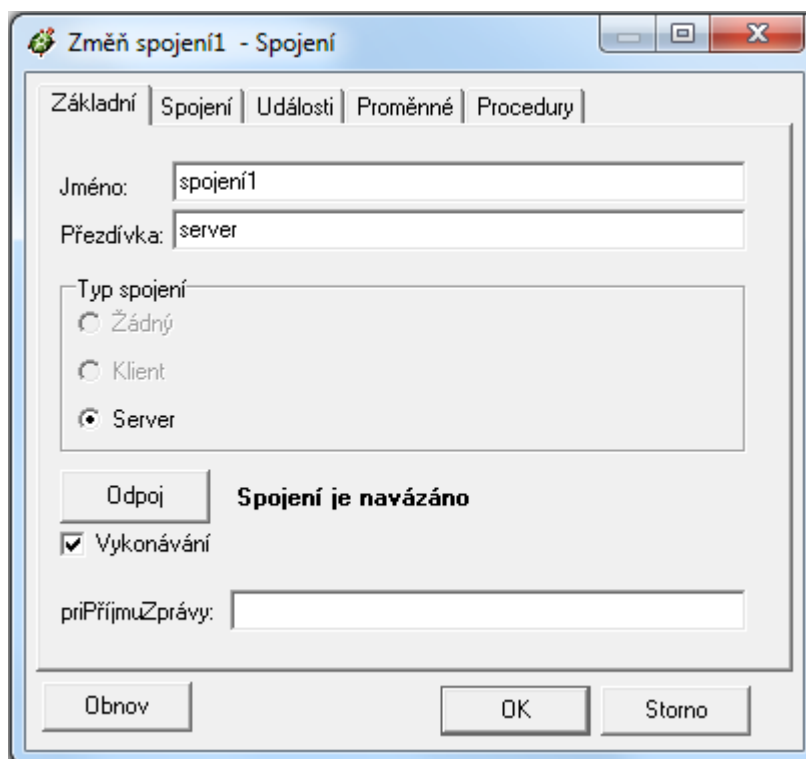 Změň spojení1 - Spojení
Základní Spojení Události Proměnné Procedury
Jméno: spojení1
Přezdívka: server
Typ spojení
Žádný
Klient
Server
Odpoj Spojení je navázáno
Vykonávání
priPříjmuZprávy:
Obnov OK Storno